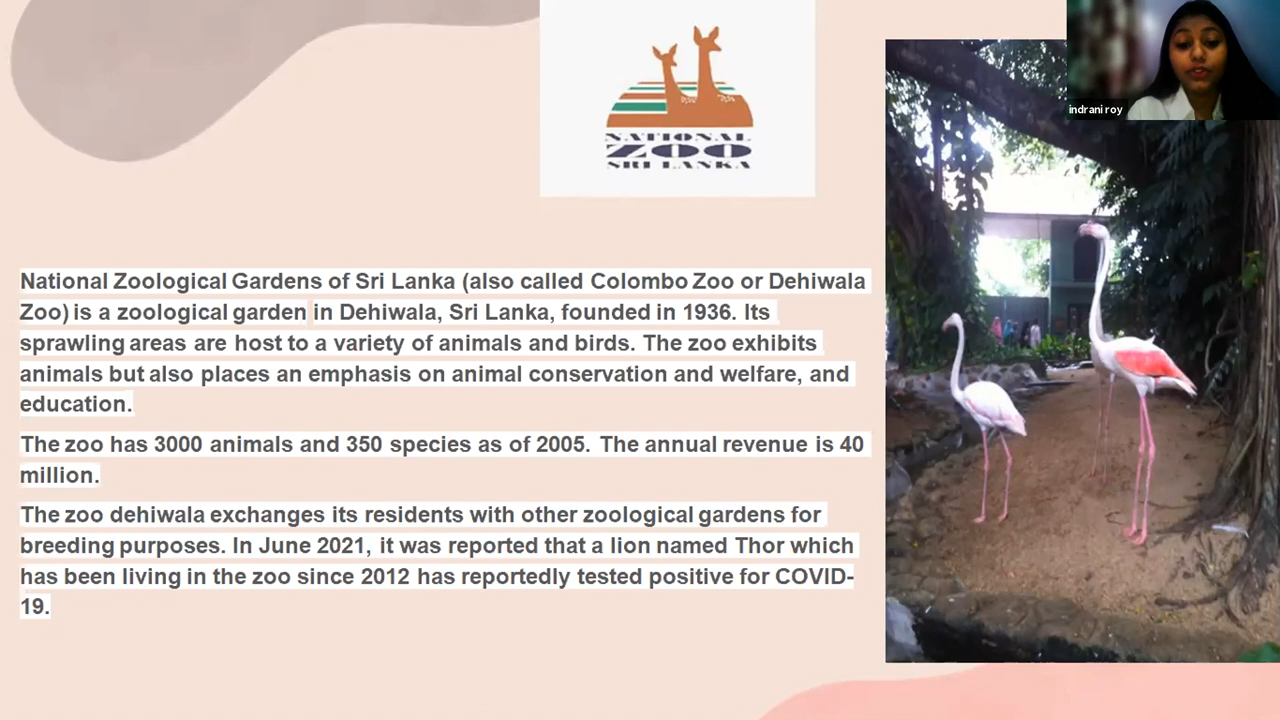 NATIONAL
ZOO
SRI LANKA
indrani roy
National Zoological Gardens of Sri Lanka (also called Colombo Zoo or Dehiwala
Zoo) is a zoological garden in Dehiwala, Sri Lanka, founded in 1936. Its
sprawling areas are host to a variety of animals and birds. The zoo exhibits
animals but also places an emphasis on animal conservation and welfare, and
education.
The zoo has 3000 animals and 350 species as of 2005. The annual revenue is 40
million.
The zoo dehiwala exchanges its residents with other zoological gardens for
breeding purposes. In June 2021, it was reported that a lion named Thor which
has been living in the zoo since 2012 has reportedly tested positive for COVID-
19.